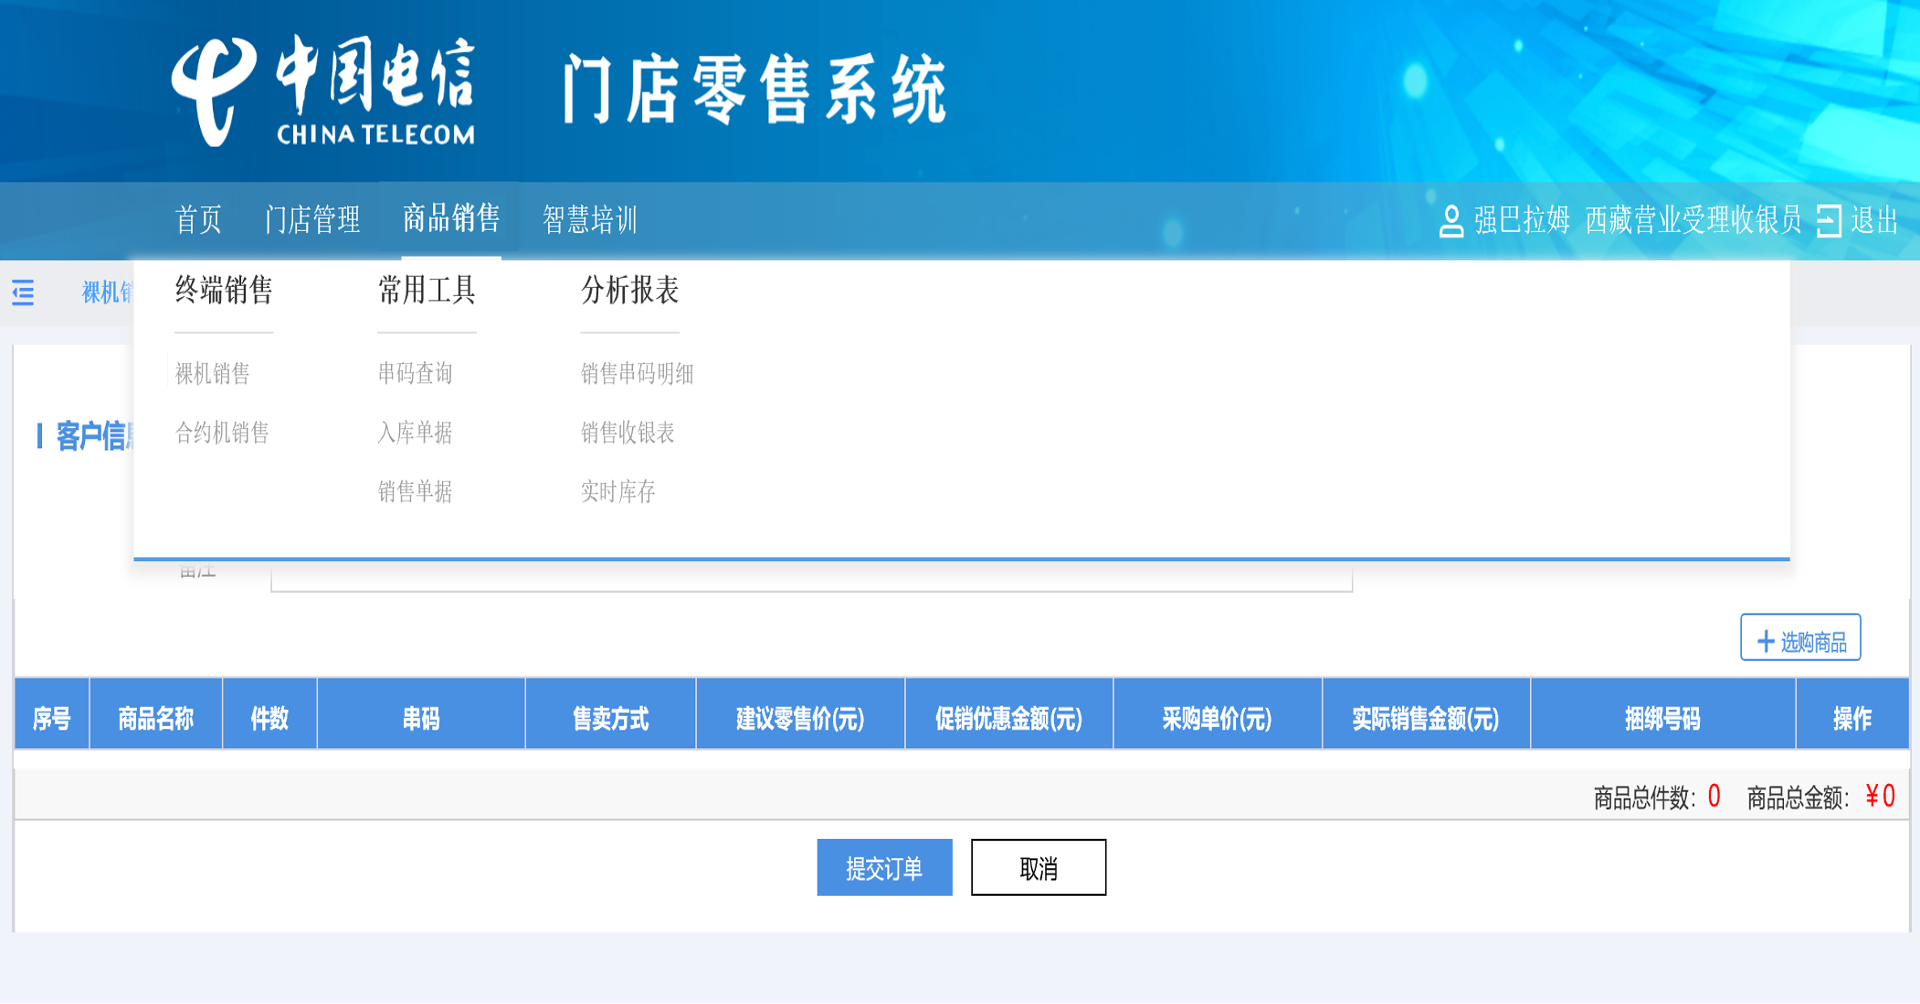 中国电信
CHINA TELECOM
门店零售系统
首页 门店管理 商品销售 智慧培训
强巴拉姆 西藏营业受理收银员 退出
裸机销
终端销售 常用工具 分析报表
裸机销售 串码查询 销售串码明细
合约机销售 入库单据 销售收银表
销售单据 实时库存
客户信息
备注
选购商品
序号 商品名称 件数 串码 售卖方式 建议零售价(元) 促销优惠金额(元) 采购单价(元) 实际销售金额(元) 捆绑号码 操作
商品总件数：0 商品总金额：¥0
提交订单 取消